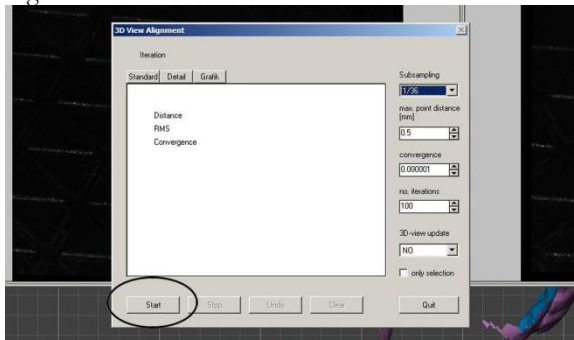 3D View Alignment
Iteration
Standard Detail Grafik
Distance
RMS
Convergence
Subsampling
1/36
max. point distance
[mm]
0.5
convergence
0.000001
no. iterations
100
3D-view update
NO
only selection
Start Stop Undo Clear Quit